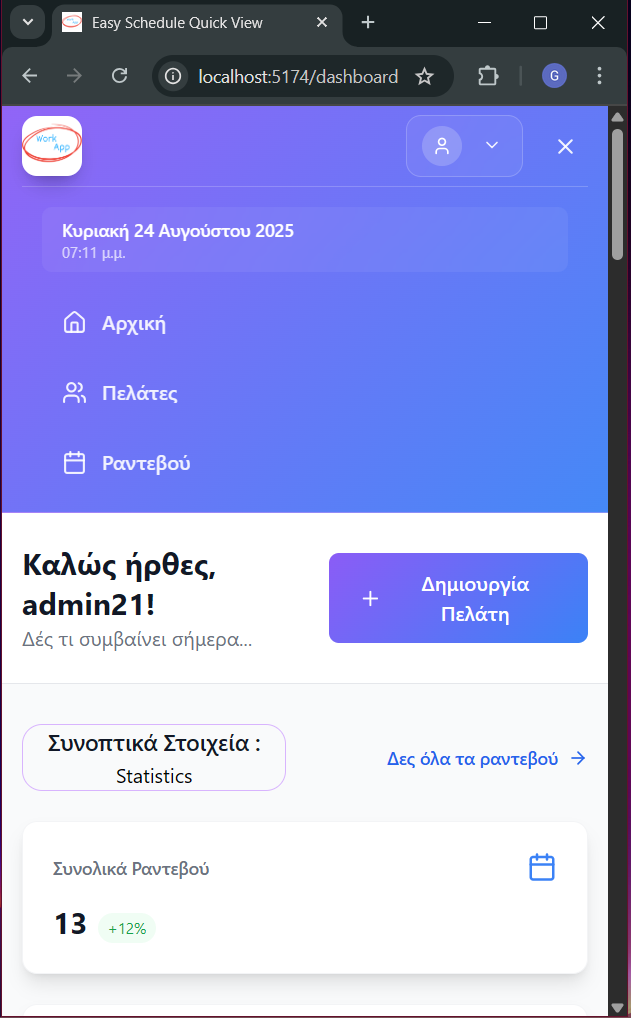 Easy Schedule Quick View
localhost:5174/dashboard
G
Work
App
Κυριακή 24 Αυγούστου 2025
07:11 μ.μ.
Αρχική
Πελάτες
Ραντεβού
Καλώς ήρθες,
admin21!
Δές τι συμβαίνει σήμερα...
Δημιουργία
Πελάτη
Συνοπτικά Στοιχεία :
Statistics
Δες όλα τα ραντεβού
Συνολικά Ραντεβού
13
+12%